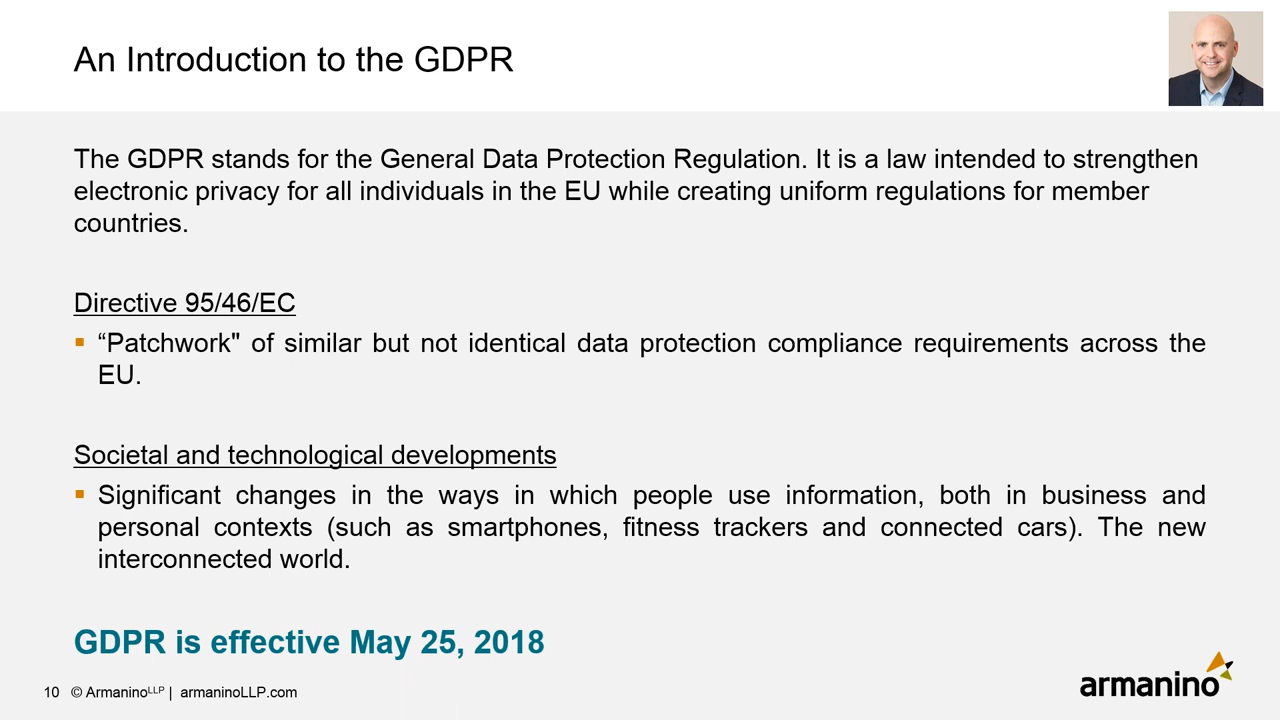 An Introduction to the GDPR
The GDPR stands for the General Data Protection Regulation. It is a law intended to strengthen
electronic privacy for all individuals in the EU while creating uniform regulations for member
countries.
Directive 95/46/EC
▪ “Patchwork" of similar but not identical data protection compliance requirements across the
EU.
Societal and technological developments
▪ Significant changes in the ways in which people use information, both in business and
personal contexts (such as smartphones, fitness trackers and connected cars). The new
interconnected world.
GDPR is effective May 25, 2018
10 © ArmaninoLLP | armaninoLLP.com
armanino